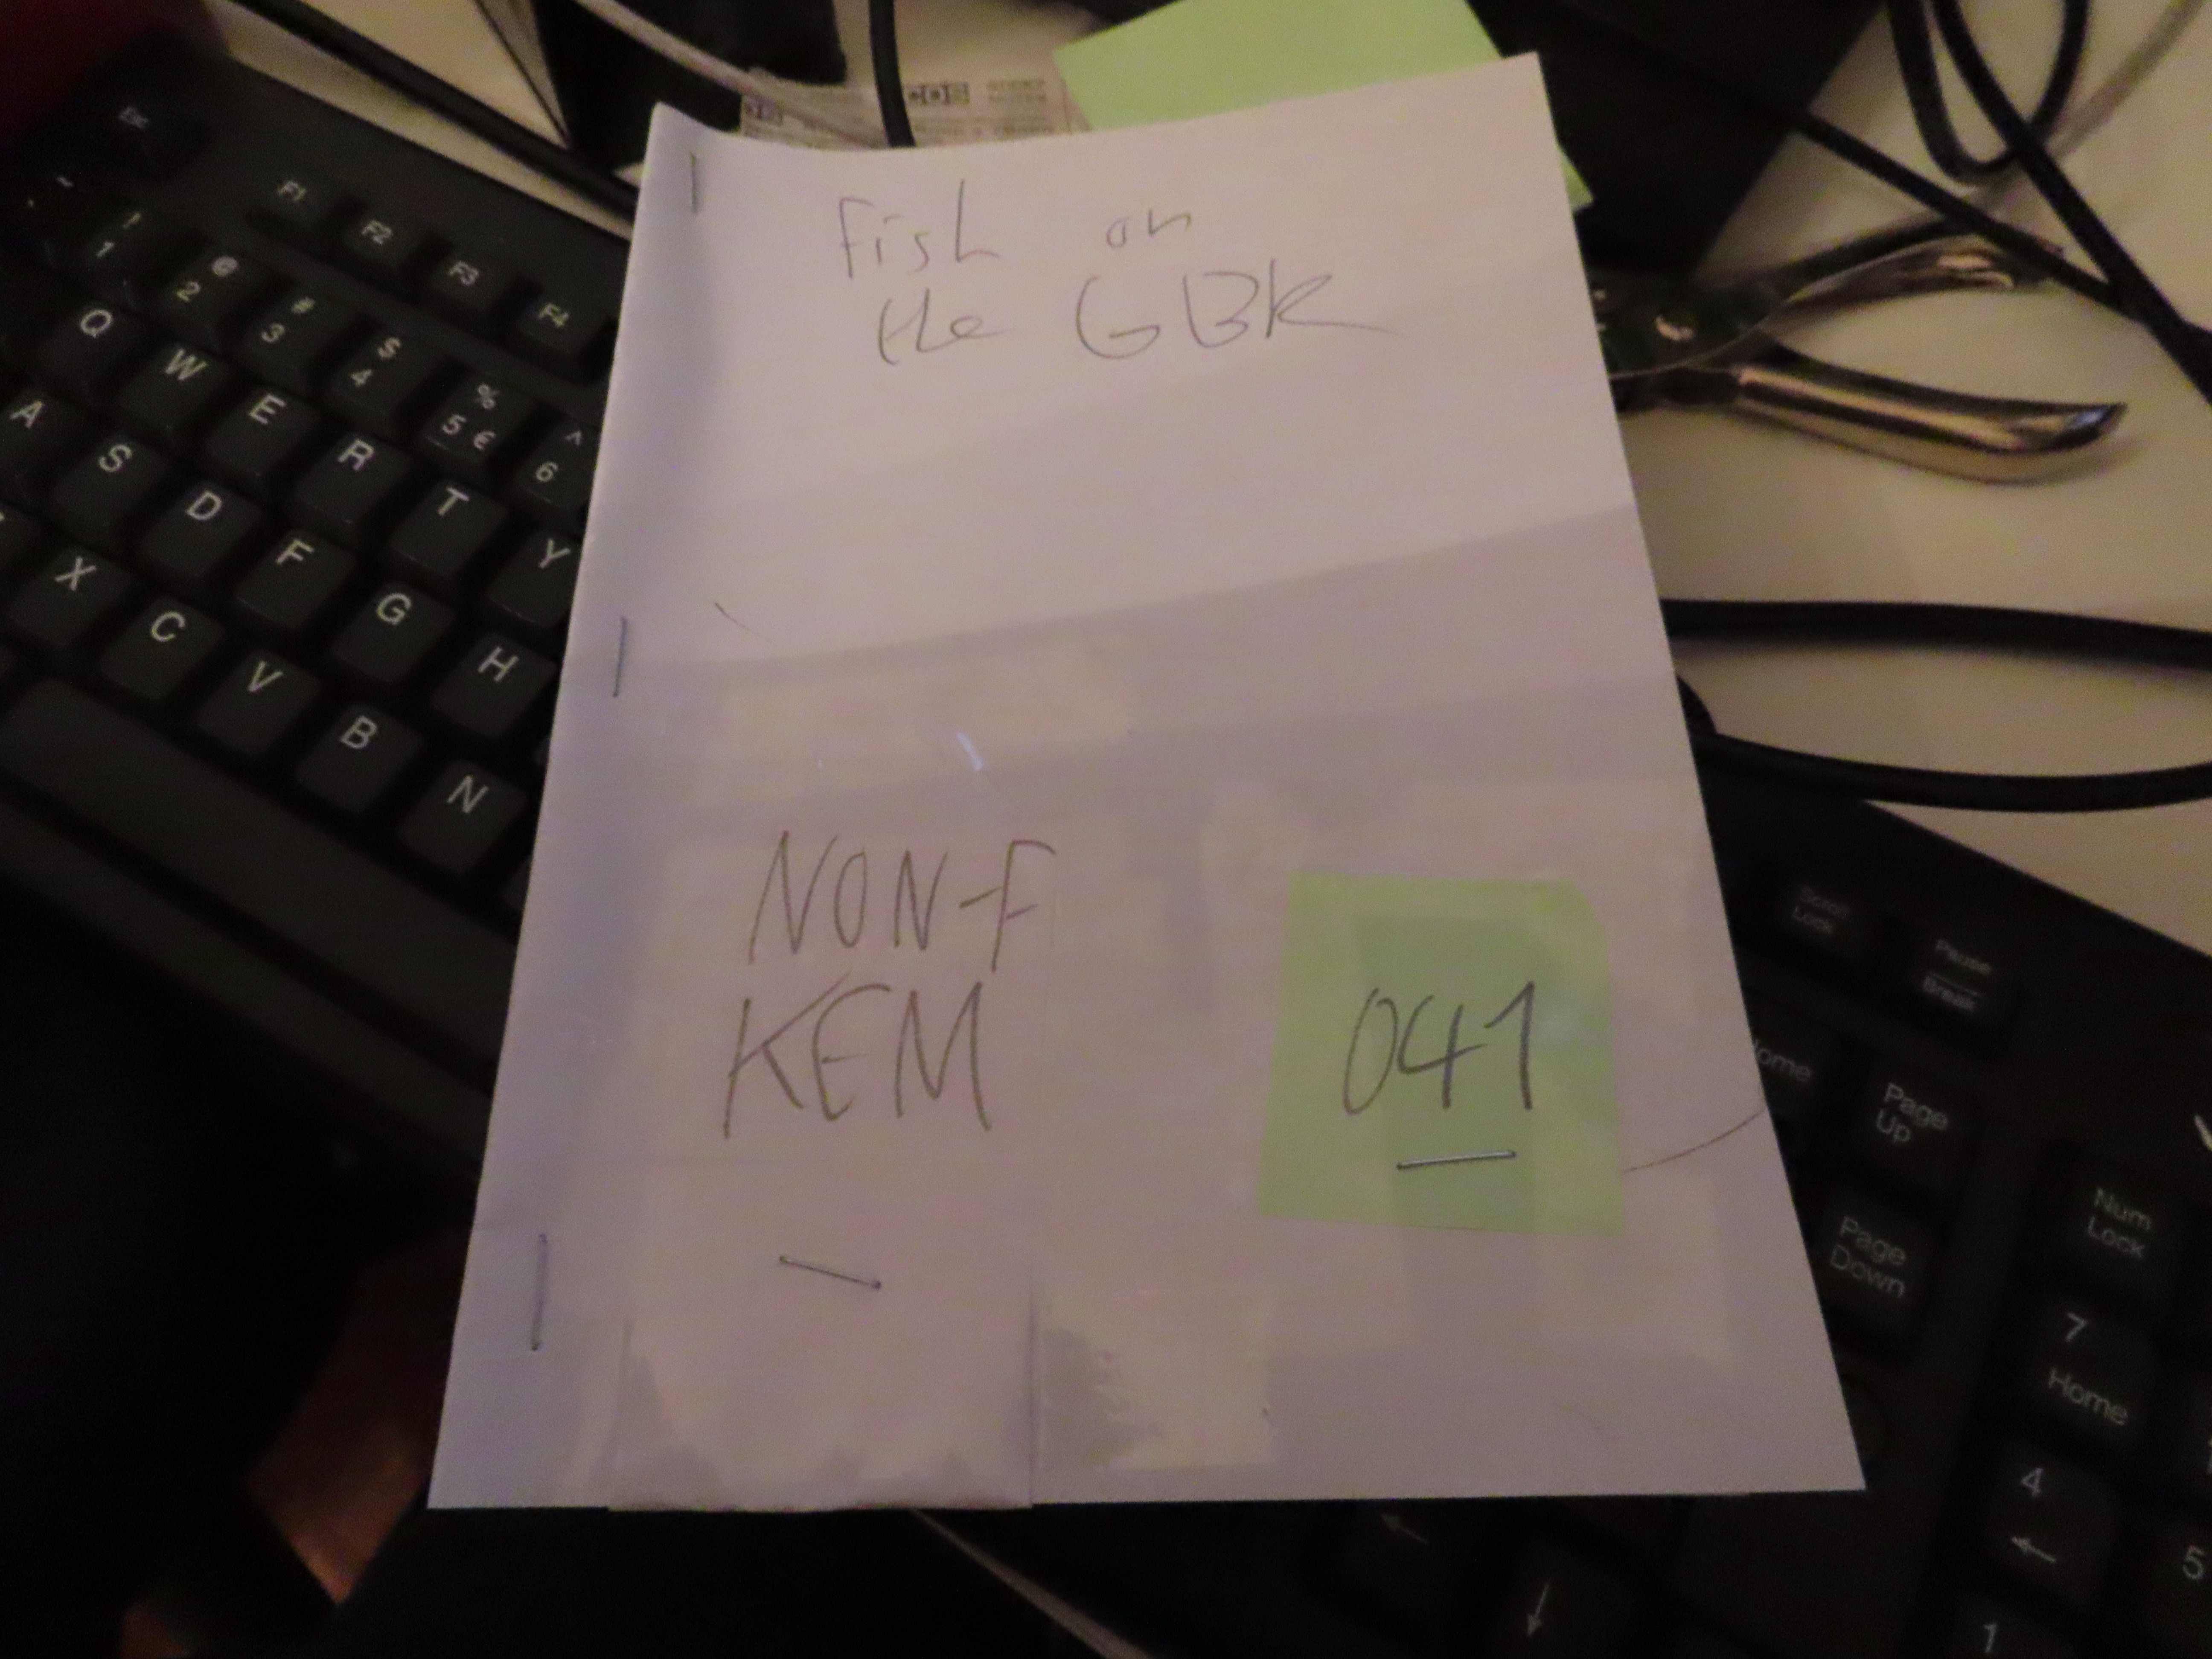 Fish on
the GBR
NON-F
KEM
041
Esc
F1
F2
F3
F4
~
`
!
1
@
2
#
3
$
4
%
5 €
^
6
Q
W
E
R
T
Y
A
S
D
F
G
H
X
C
V
B
N
Scroll
Lock
Pause
Break
Home
Page
Up
Page
Down
Num
Lock
7
Home
4
←
5
1
←
↓